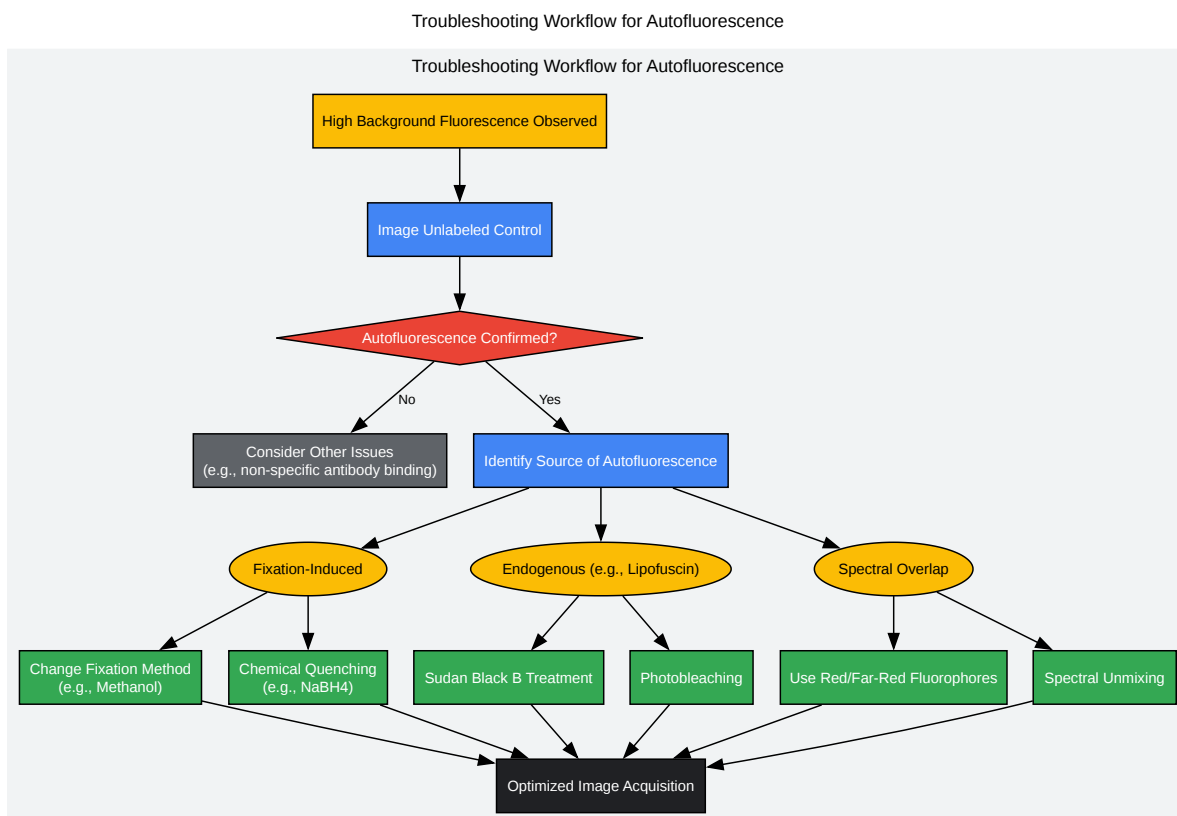 Troubleshooting Workflow for Autofluorescence
Troubleshooting Workflow for Autofluorescence
High Background Fluorescence Observed
Image Unlabeled Control
Autofluorescence Confirmed?
No
Yes
Consider Other Issues
(e.g., non-specific antibody binding)
Identify Source of Autofluorescence
Fixation-Induced
Endogenous (e.g., Lipofuscin)
Spectral Overlap
Change Fixation Method
(e.g., Methanol)
Chemical Quenching
(e.g., NaBH4)
Sudan Black B Treatment
Photobleaching
Use Red/Far-Red Fluorophores
Spectral Unmixing
Optimized Image Acquisition